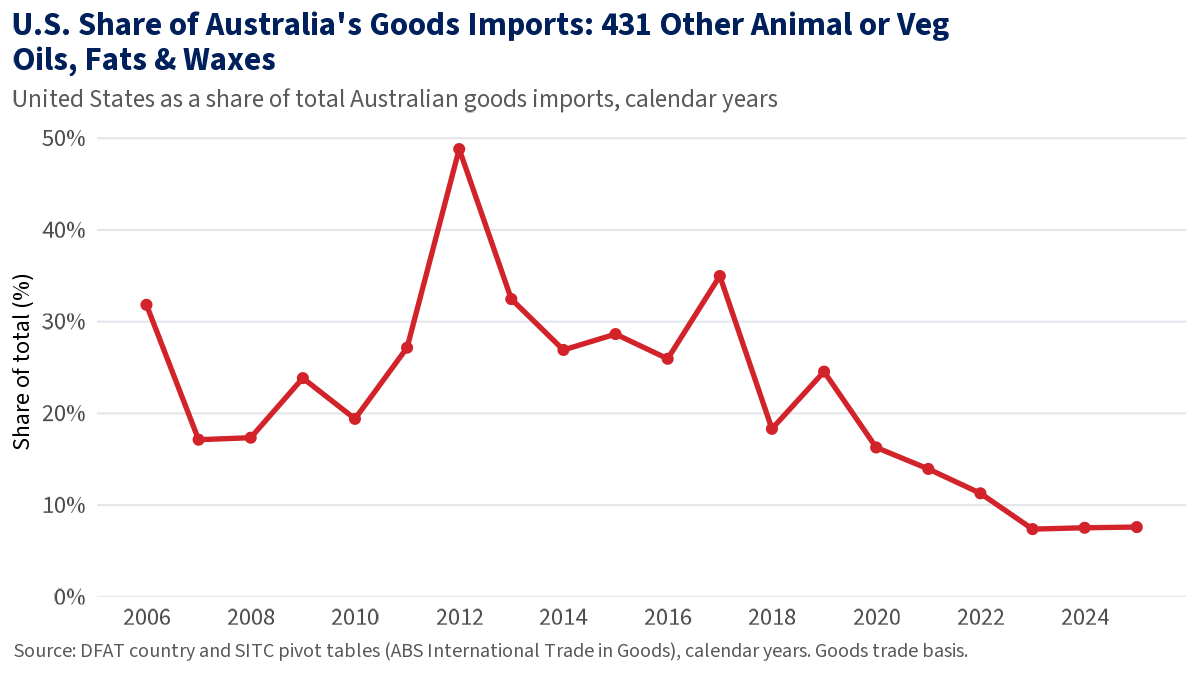 U.S. Share of Australia's Goods Imports: 431 Other Animal or Veg
Oils, Fats & Waxes
United States as a share of total Australian goods imports, calendar years
Share of total (%)
50%
40%
30%
20%
10%
0%
2006 2008 2010 2012 2014 2016 2018 2020 2022 2024
Source: DFAT country and SITC pivot tables (ABS International Trade in Goods), calendar years. Goods trade basis.